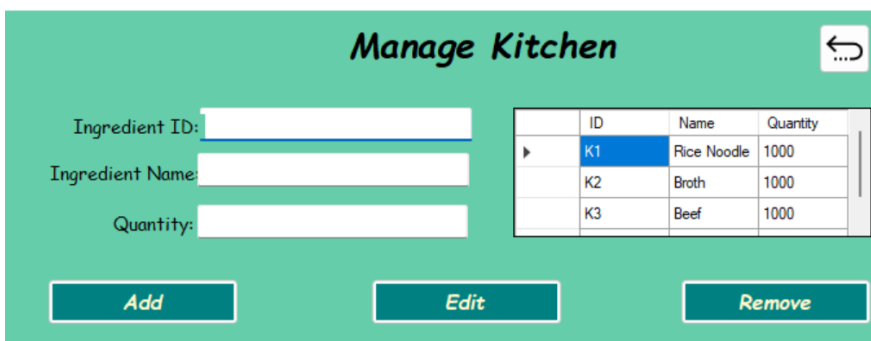 Manage Kitchen
Ingredient ID:
Ingredient Name:
Quantity:
ID Name Quantity
K1 Rice Noodle 1000
K2 Broth 1000
K3 Beef 1000
Add Edit Remove